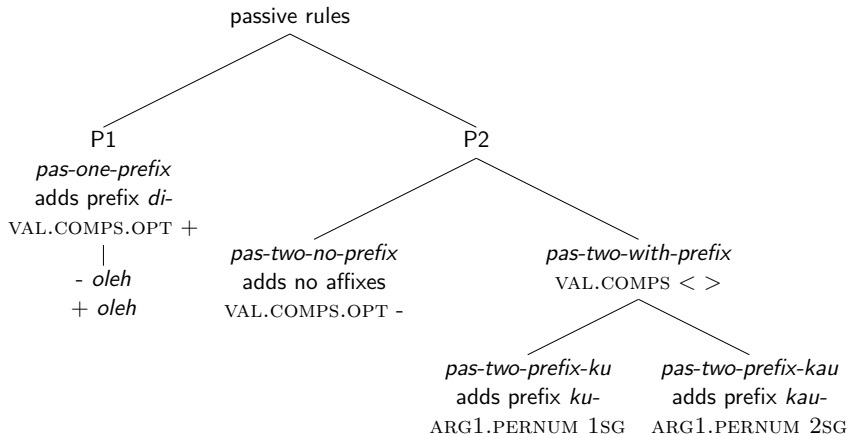 passive rules
P1
pas-one-prefix
adds prefix di-
VAL.COMPS.OPT +
- oleh
+ oleh
P2
pas-two-no-prefix
adds no affixes
VAL.COMPS.OPT -
pas-two-with-prefix
VAL.COMPS < >
pas-two-prefix-ku
adds prefix ku-
ARG1.PERNUM 1SG
pas-two-prefix-kau
adds prefix kau-
ARG1.PERNUM 2SG